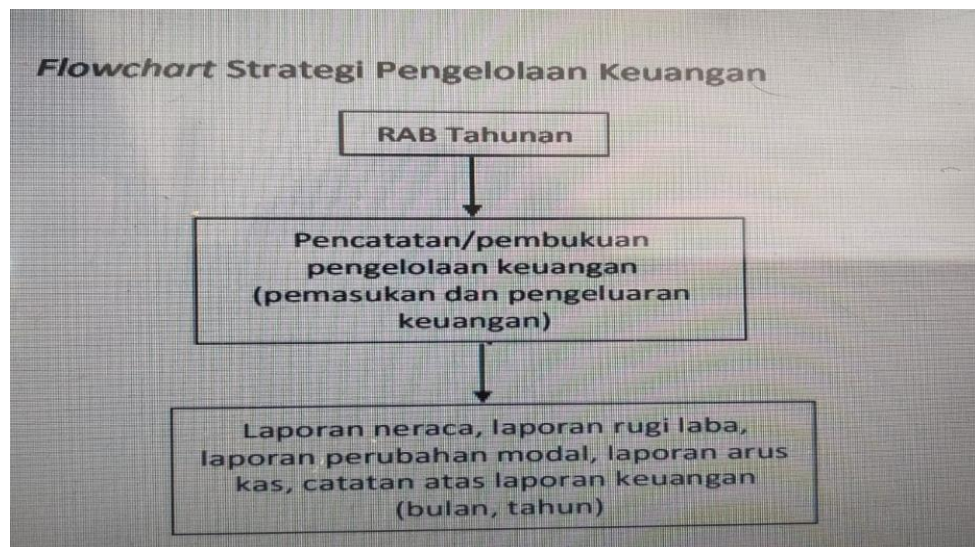 Flowchart Strategi Pengelolaan Keuangan
RAB Tahunan
Pencatatan/pembukuan
pengelolaan keuangan
(pemasukan dan pengeluaran
keuangan)
Laporan neraca, laporan rugi laba,
laporan perubahan modal, laporan arus
kas, catatan atas laporan keuangan
(bulan, tahun)